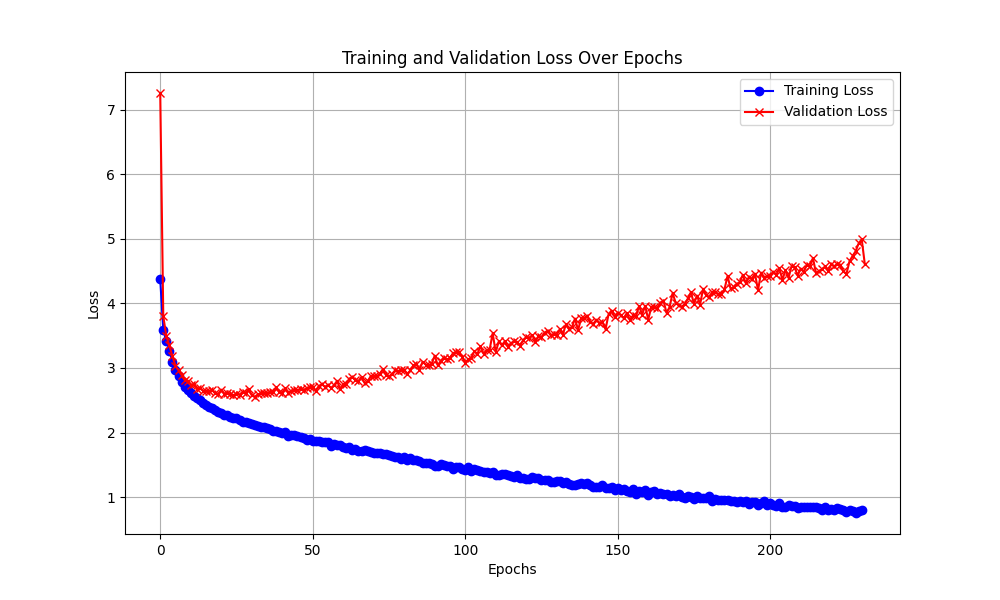 Training and Validation Loss Over Epochs
Training Loss
Validation Loss
7
6
5
4
3
2
1
Loss
0
50
100
150
200
Epochs